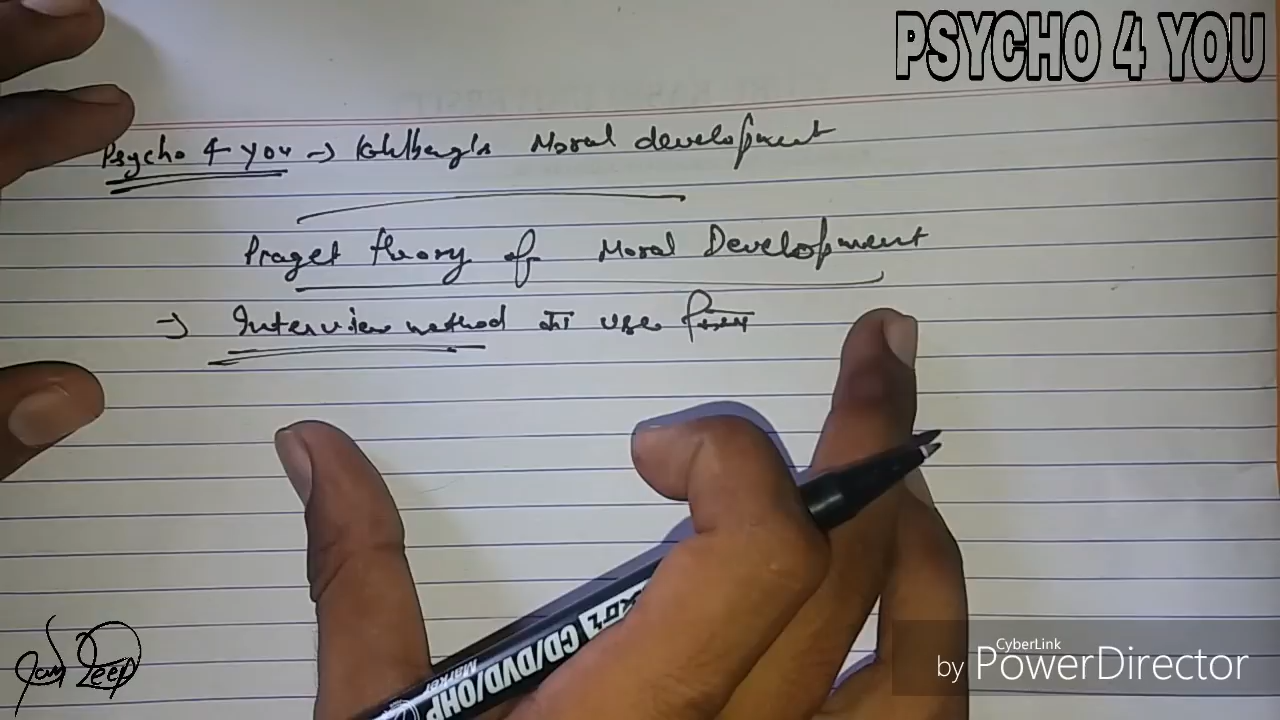 PSYCHO 4 YOU
Psycho 4 you → Kohlberg's Moral development
Piaget theory of Moral Development
→ Interview method का use किया
CD/DVD/OHP
Marker
CyberLink
by PowerDirector